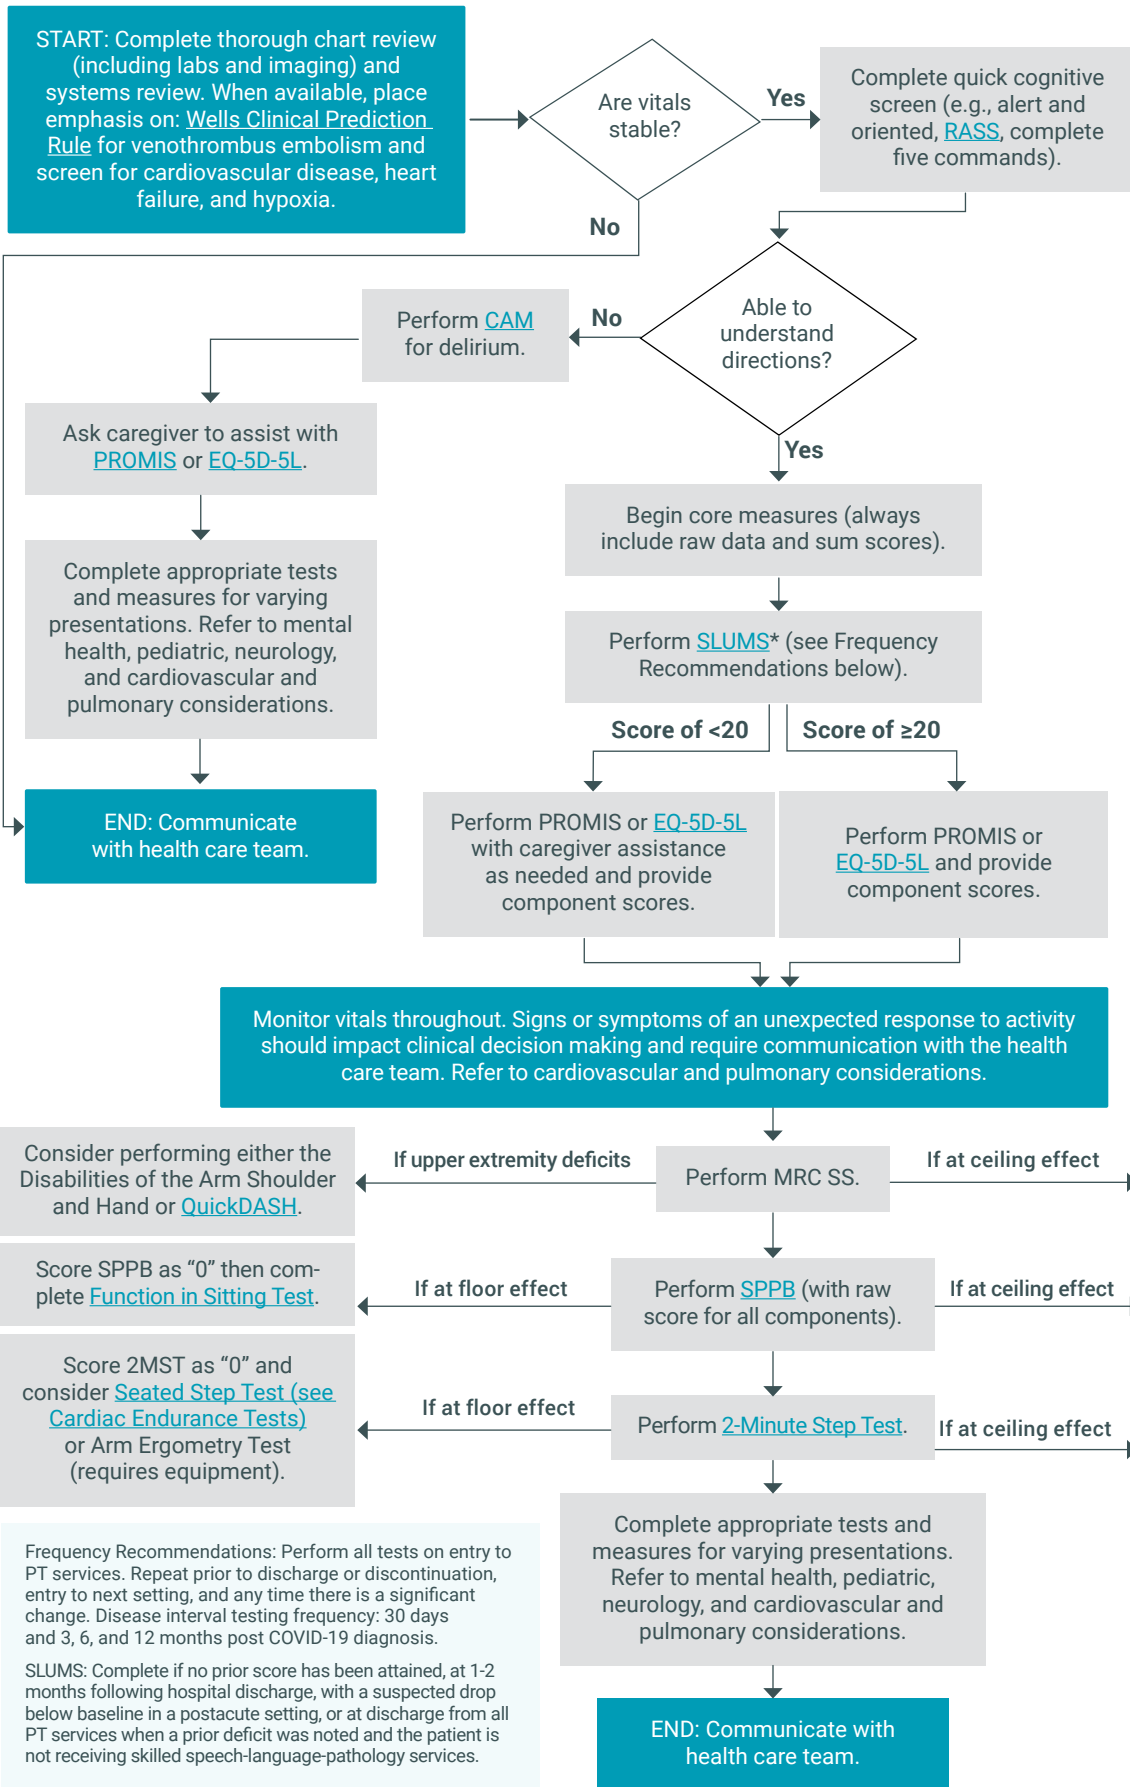 START: Complete thorough chart review
(including labs and imaging) and
systems review. When available, place
emphasis on: Wells Clinical Prediction
Rule for venothrombus embolism and
screen for cardiovascular disease, heart
failure, and hypoxia.
Are vitals
stable?
Yes
Complete quick cognitive
screen (e.g., alert and
oriented, RASS, complete
five commands).
No
Able to
understand
directions?
No
Perform CAM
for delirium.
Ask caregiver to assist with
PROMIS or EQ-5D-5L.
Complete appropriate tests
and measures for varying
presentations. Refer to mental
health, pediatric, neurology,
and cardiovascular and
pulmonary considerations.
END: Communicate
with health care team.
Yes
Begin core measures (always
include raw data and sum scores).
Perform SLUMS* (see Frequency
Recommendations below).
Score of <20
Score of ≥20
Perform PROMIS or EQ-5D-5L
with caregiver assistance
as needed and provide
component scores.
Perform PROMIS or
EQ-5D-5L and provide
component scores.
Monitor vitals throughout. Signs or symptoms of an unexpected response to activity
should impact clinical decision making and require communication with the health
care team. Refer to cardiovascular and pulmonary considerations.
Consider performing either the
Disabilities of the Arm Shoulder
and Hand or QuickDASH.
If upper extremity deficits
Perform MRC SS.
If at ceiling effect
Score SPPB as “0” then com-
plete Function in Sitting Test.
If at floor effect
Perform SPPB (with raw
score for all components).
If at ceiling effect
Score 2MST as “0” and
consider Seated Step Test (see
Cardiac Endurance Tests)
or Arm Ergometry Test
(requires equipment).
If at floor effect
Perform 2-Minute Step Test.
If at ceiling effect
Complete appropriate tests and
measures for varying presentations.
Refer to mental health, pediatric,
neurology, and cardiovascular and
pulmonary considerations.
END: Communicate with
health care team.
Frequency Recommendations: Perform all tests on entry to
PT services. Repeat prior to discharge or discontinuation,
entry to next setting, and any time there is a significant
change. Disease interval testing frequency: 30 days
and 3, 6, and 12 months post COVID-19 diagnosis.
SLUMS: Complete if no prior score has been attained, at 1-2
months following hospital discharge, with a suspected drop
below baseline in a postacute setting, or at discharge from all
PT services when a prior deficit was noted and the patient is
not receiving skilled speech-language-pathology services.